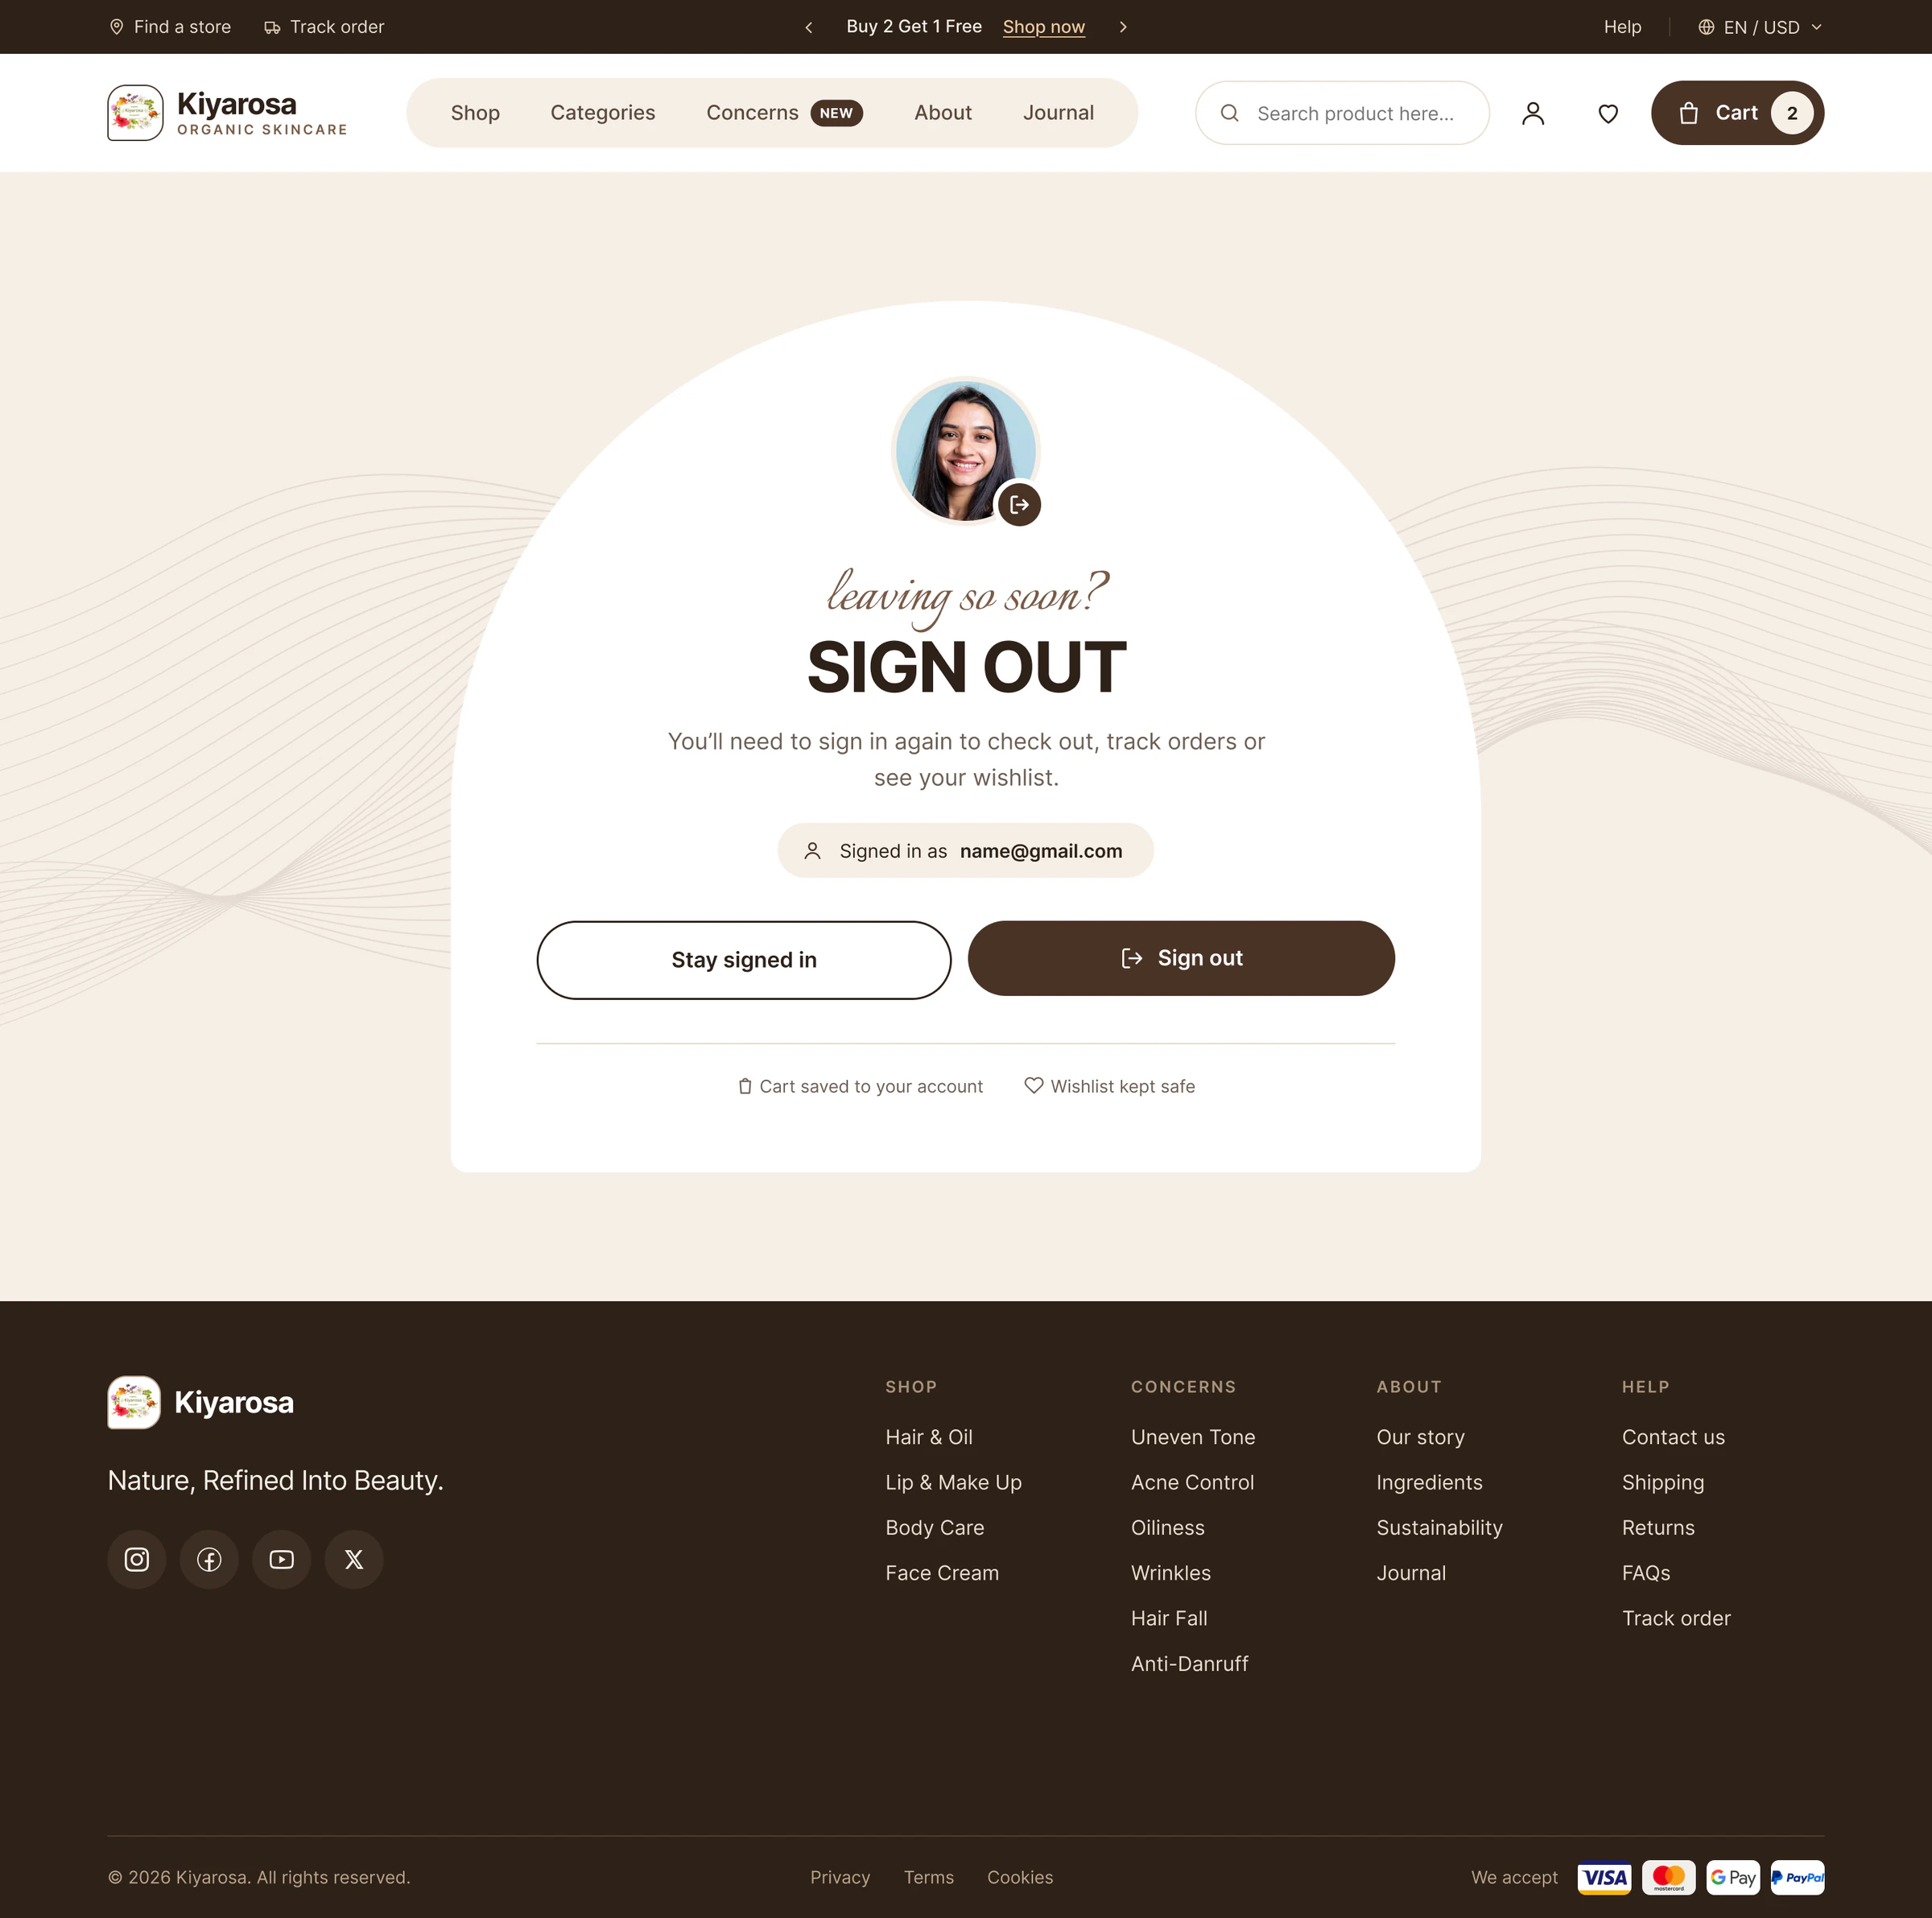 Find a store Track order Buy 2 Get 1 Free Shop now Help EN / USD
Kiyarosa
ORGANIC SKINCARE
Shop Categories Concerns NEW About Journal Search product here... Cart 2
leaving so soon?
SIGN OUT
You’ll need to sign in again to check out, track orders or
see your wishlist.
Signed in as name@gmail.com
Stay signed in Sign out
Cart saved to your account Wishlist kept safe
Kiyarosa
Nature, Refined Into Beauty.
SHOP
Hair & Oil
Lip & Make Up
Body Care
Face Cream
CONCERNS
Uneven Tone
Acne Control
Oiliness
Wrinkles
Hair Fall
Anti-Danruff
ABOUT
Our story
Ingredients
Sustainability
Journal
HELP
Contact us
Shipping
Returns
FAQs
Track order
© 2026 Kiyarosa. All rights reserved. Privacy Terms Cookies We accept VISA mastercard G Pay PayPal